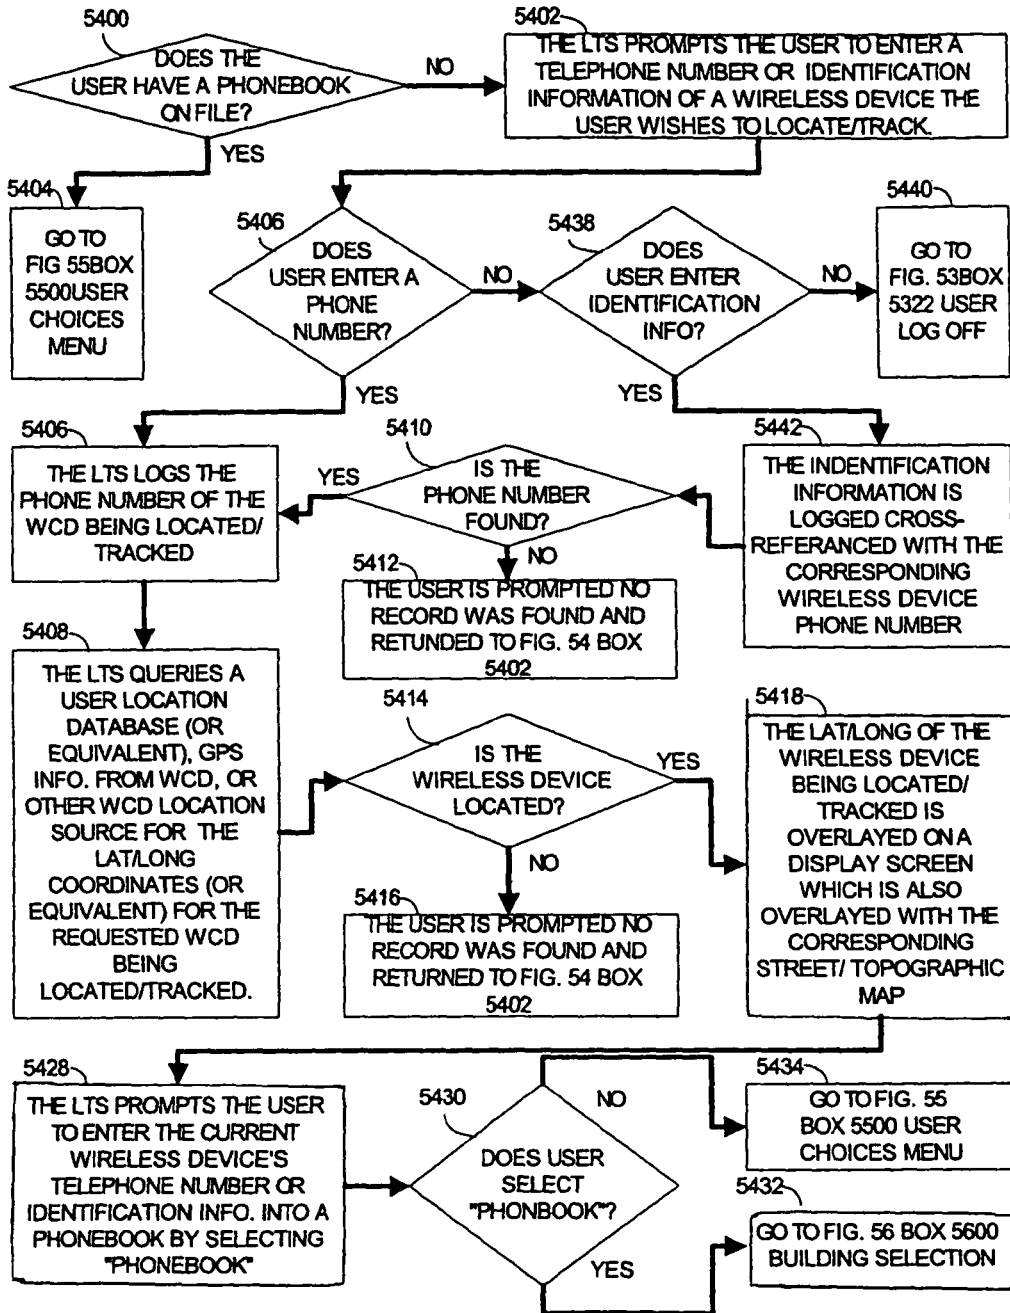 5400
DOES THE
USER HAVE A PHONEBOOK
ON FILE?
NO
YES
5402
THE LTS PROMPTS THE USER TO ENTER A
TELEPHONE NUMBER OR IDENTIFICATION
INFORMATION OF A WIRELESS DEVICE THE
USER WISHES TO LOCATE/TRACK.
5404
GO TO
FIG 55BOX
5500USER
CHOICES
MENU
5406
DOES
USER ENTER A
PHONE
NUMBER?
NO
YES
5438
DOES
USER ENTER
IDENTIFICATION
INFO?
NO
YES
5440
GO TO
FIG. 53BOX
5322 USER
LOG OFF
5406
THE LTS LOGS THE
PHONE NUMBER OF THE
WCD BEING LOCATED/
TRACKED
5410
IS THE
PHONE NUMBER
FOUND?
YES
NO
5442
THE INDENTIFICATION
INFORMATION IS
LOGGED CROSS-
REFERANCED WITH THE
CORRESPONDING
WIRELESS DEVICE
PHONE NUMBER
5412
THE USER IS PROMPTED NO
RECORD WAS FOUND AND
RETUNDED TO FIG. 54 BOX
5402
5408
THE LTS QUERIES A
USER LOCATION
DATABASE (OR
EQUIVALENT), GPS
INFO. FROM WCD, OR
OTHER WCD LOCATION
SOURCE FOR THE
LAT/LONG
COORDINATES (OR
EQUIVALENT) FOR THE
REQUESTED WCD
BEING
LOCATED/TRACKED.
5414
IS THE
WIRELESS DEVICE
LOCATED?
YES
NO
5416
THE USER IS PROMPTED NO
RECORD WAS FOUND AND
RETURNED TO FIG. 54 BOX
5402
5418
THE LAT/LONG OF THE
WIRELESS DEVICE
BEING LOCATED/
TRACKED IS
OVERLAYED ON A
DISPLAY SCREEN
WHICH IS ALSO
OVERLAYED WITH THE
CORRESPONDING
STREET/ TOPOGRAPHIC
MAP
5428
THE LTS PROMPTS THE USER
TO ENTER THE CURRENT
WIRELESS DEVICE'S
TELEPHONE NUMBER OR
IDENTIFICATION INFO. INTO A
PHONEBOOK BY SELECTING
"PHONEBOOK"
5430
DOES USER
SELECT
"PHONBOOK"?
NO
YES
5434
GO TO FIG. 55
BOX 5500 USER
CHOICES MENU
5432
GO TO FIG. 56 BOX 5600
BUILDING SELECTION